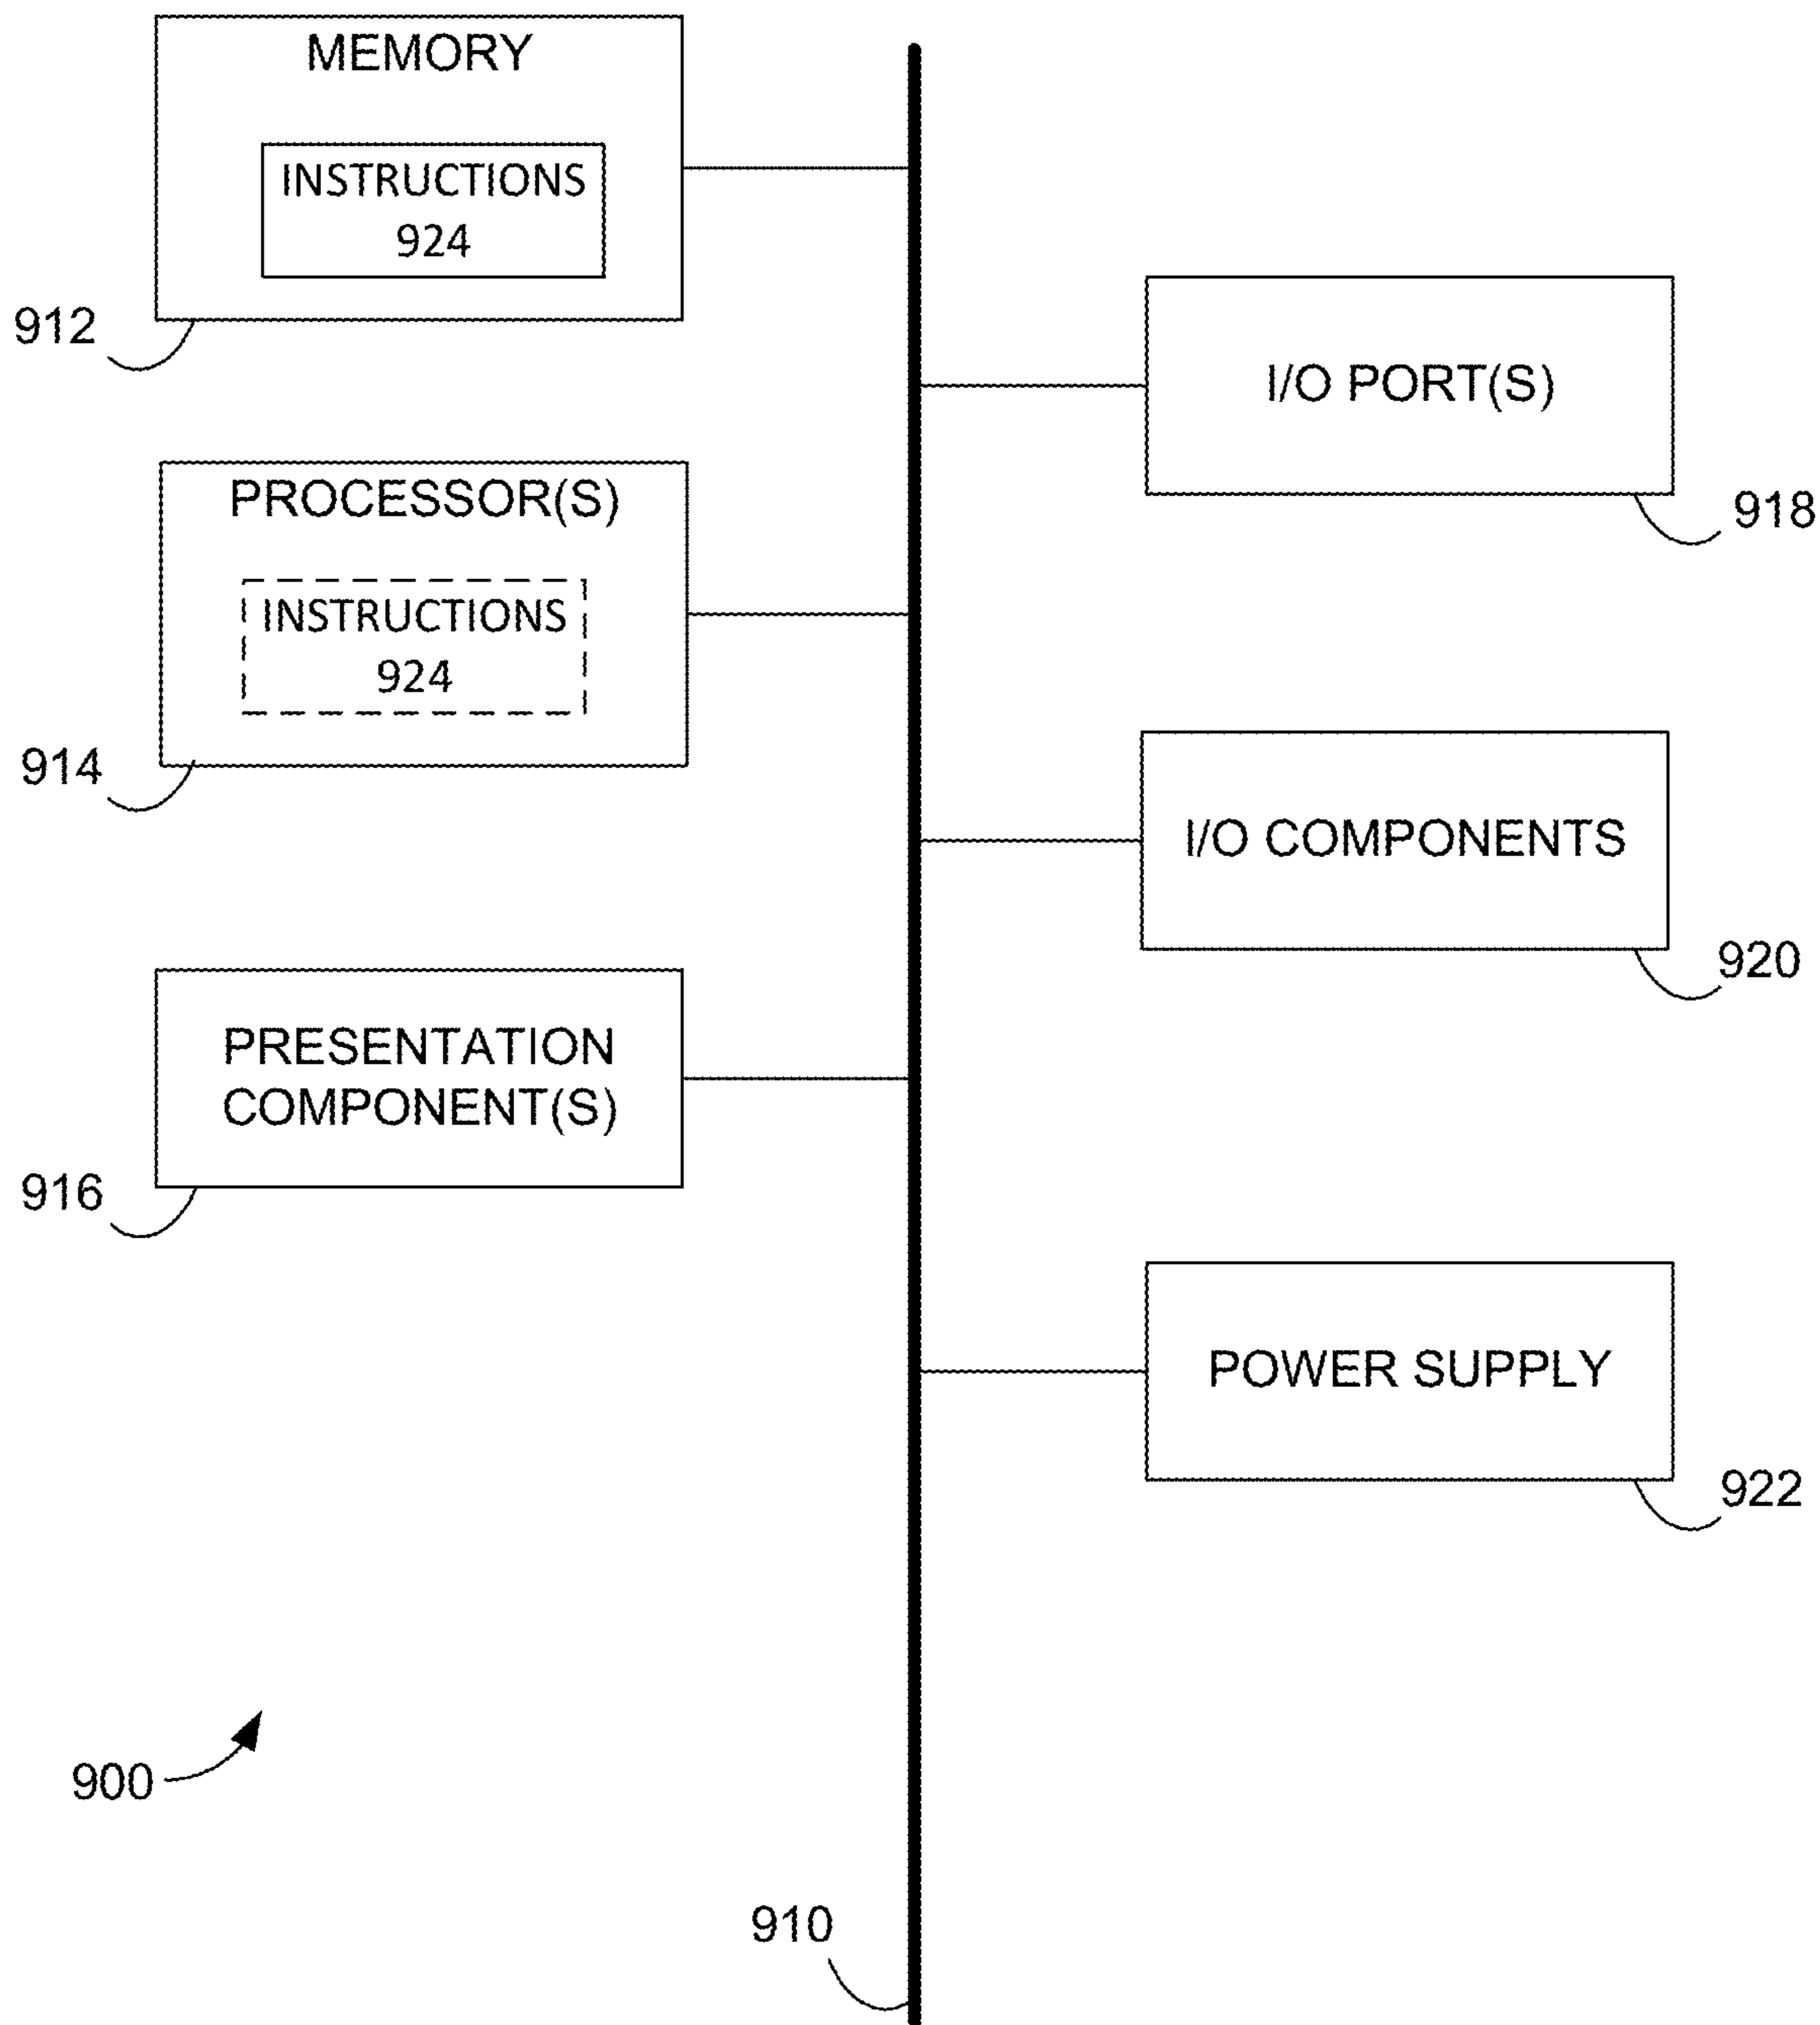 MEMORY
INSTRUCTIONS
924
912
I/O PORT(S)
918
PROCESSOR(S)
INSTRUCTIONS
924
914
I/O COMPONENTS
920
PRESENTATION
COMPONENT(S)
916
POWER SUPPLY
922
900
910